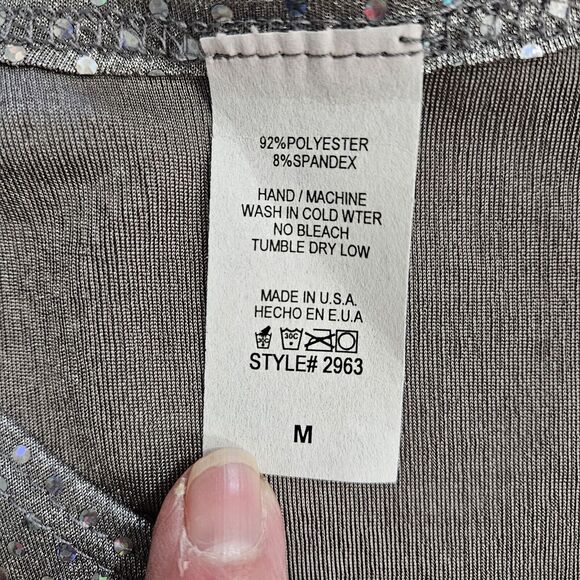 92%POLYESTER
8%SPANDEX
HAND / MACHINE
WASH IN COLD WTER
NO BLEACH
TUMBLE DRY LOW
MADE IN U.S.A.
HECHO EN E.U.A
30C
STYLE# 2963
M